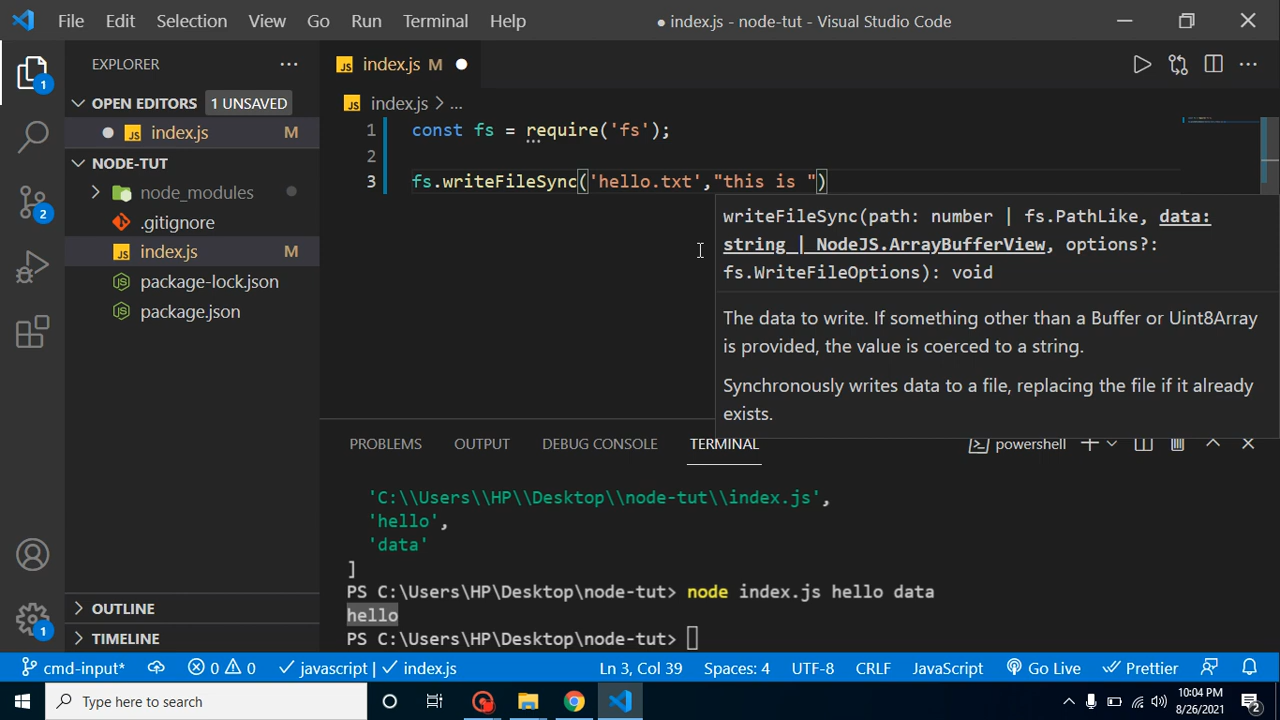 File Edit Selection View Go Run Terminal Help ● index.js - node-tut - Visual Studio Code
EXPLORER
OPEN EDITORS 1 UNSAVED
JS index.js M
NODE-TUT
node_modules
.gitignore
JS index.js M
package-lock.json
package.json
OUTLINE
TIMELINE
1
2
1
JS index.js M
JS index.js > ...
1 const fs = require('fs');
2
3 fs.writeFileSync('hello.txt',"this is ")
writeFileSync(path: number | fs.PathLike, data:
string | NodeJS.ArrayBufferView, options?:
fs.WriteFileOptions): void
The data to write. If something other than a Buffer or Uint8Array
is provided, the value is coerced to a string.
Synchronously writes data to a file, replacing the file if it already
exists.
PROBLEMS OUTPUT DEBUG CONSOLE TERMINAL powershell
'C:\\Users\\HP\\Desktop\\node-tut\\index.js',
'hello',
'data'
]
PS C:\Users\HP\Desktop\node-tut> node index.js hello data
hello
PS C:\Users\HP\Desktop\node-tut>
cmd-input* 0 0 javascript | index.js Ln 3, Col 39 Spaces: 4 UTF-8 CRLF JavaScript Go Live Prettier
Type here to search
10:04 PM
8/26/2021
2